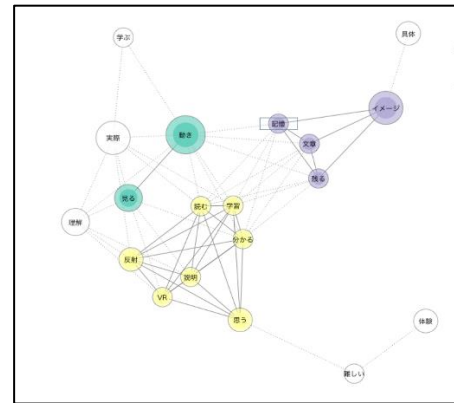 学ぶ
具体
イメージ
記憶
動き
実際
文章
残る
見る
読む
学習
理解
分かる
反射
説明
VR
思う
体験
難しい